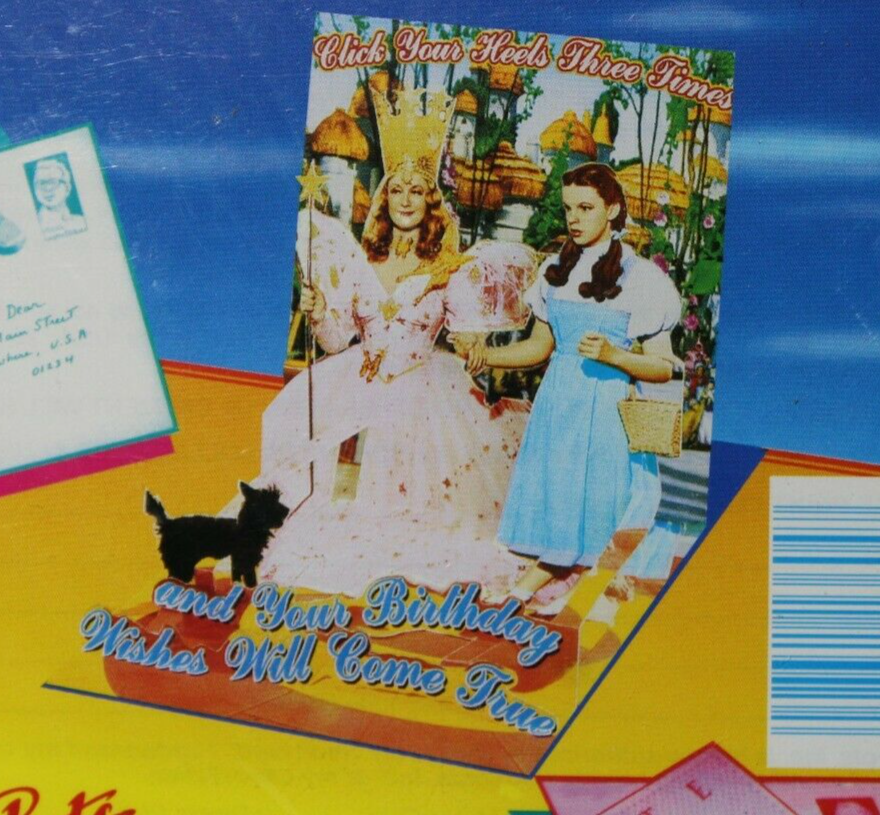 Click Your Heels Three Times
Dear
Main Street
U.S.A
01234
and Your Birthday
Wishes Will Come True
T E